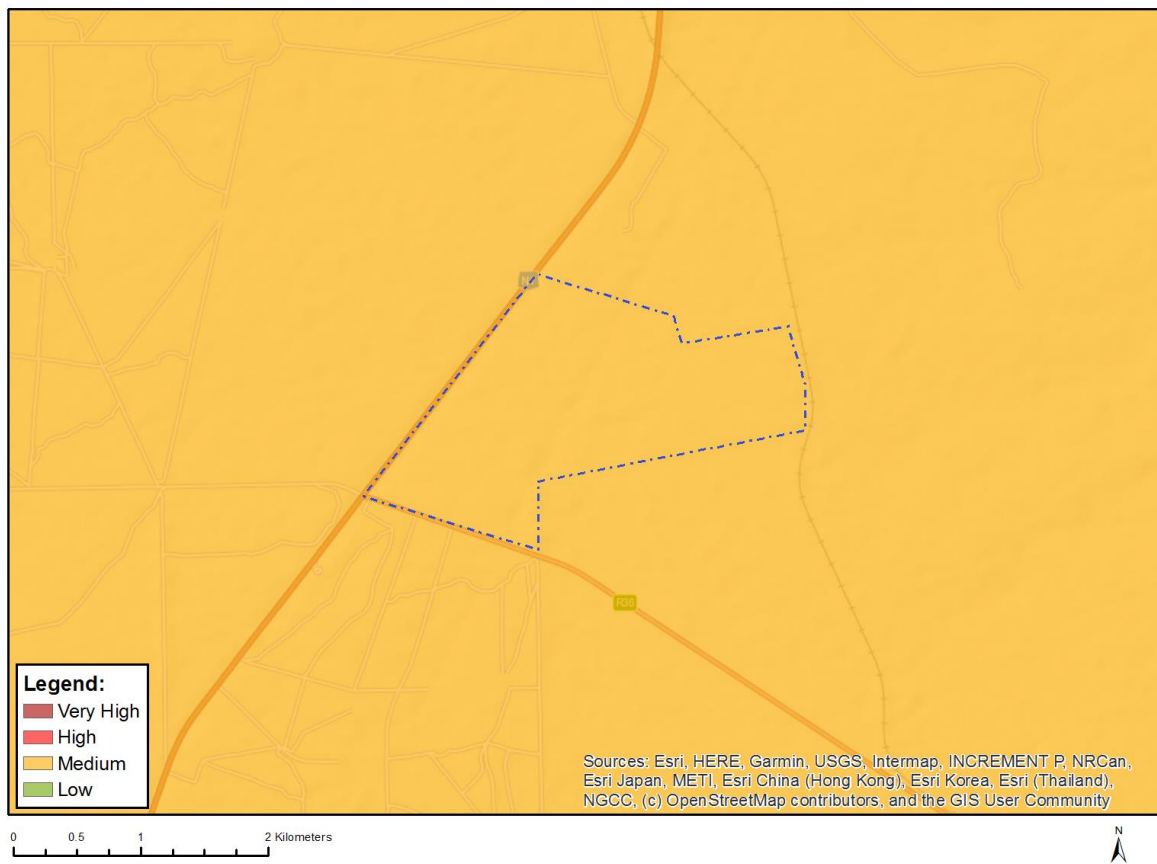 R36
Legend:
Very High
High
Medium
Low
Sources: Esri, HERE, Garmin, USGS, Intermap, INCREMENT P, NRCan,
Esri Japan, METI, Esri China (Hong Kong), Esri Korea, Esri (Thailand),
NGCC, (c) OpenStreetMap contributors, and the GIS User Community
0 0.5 1 2 Kilometers
N